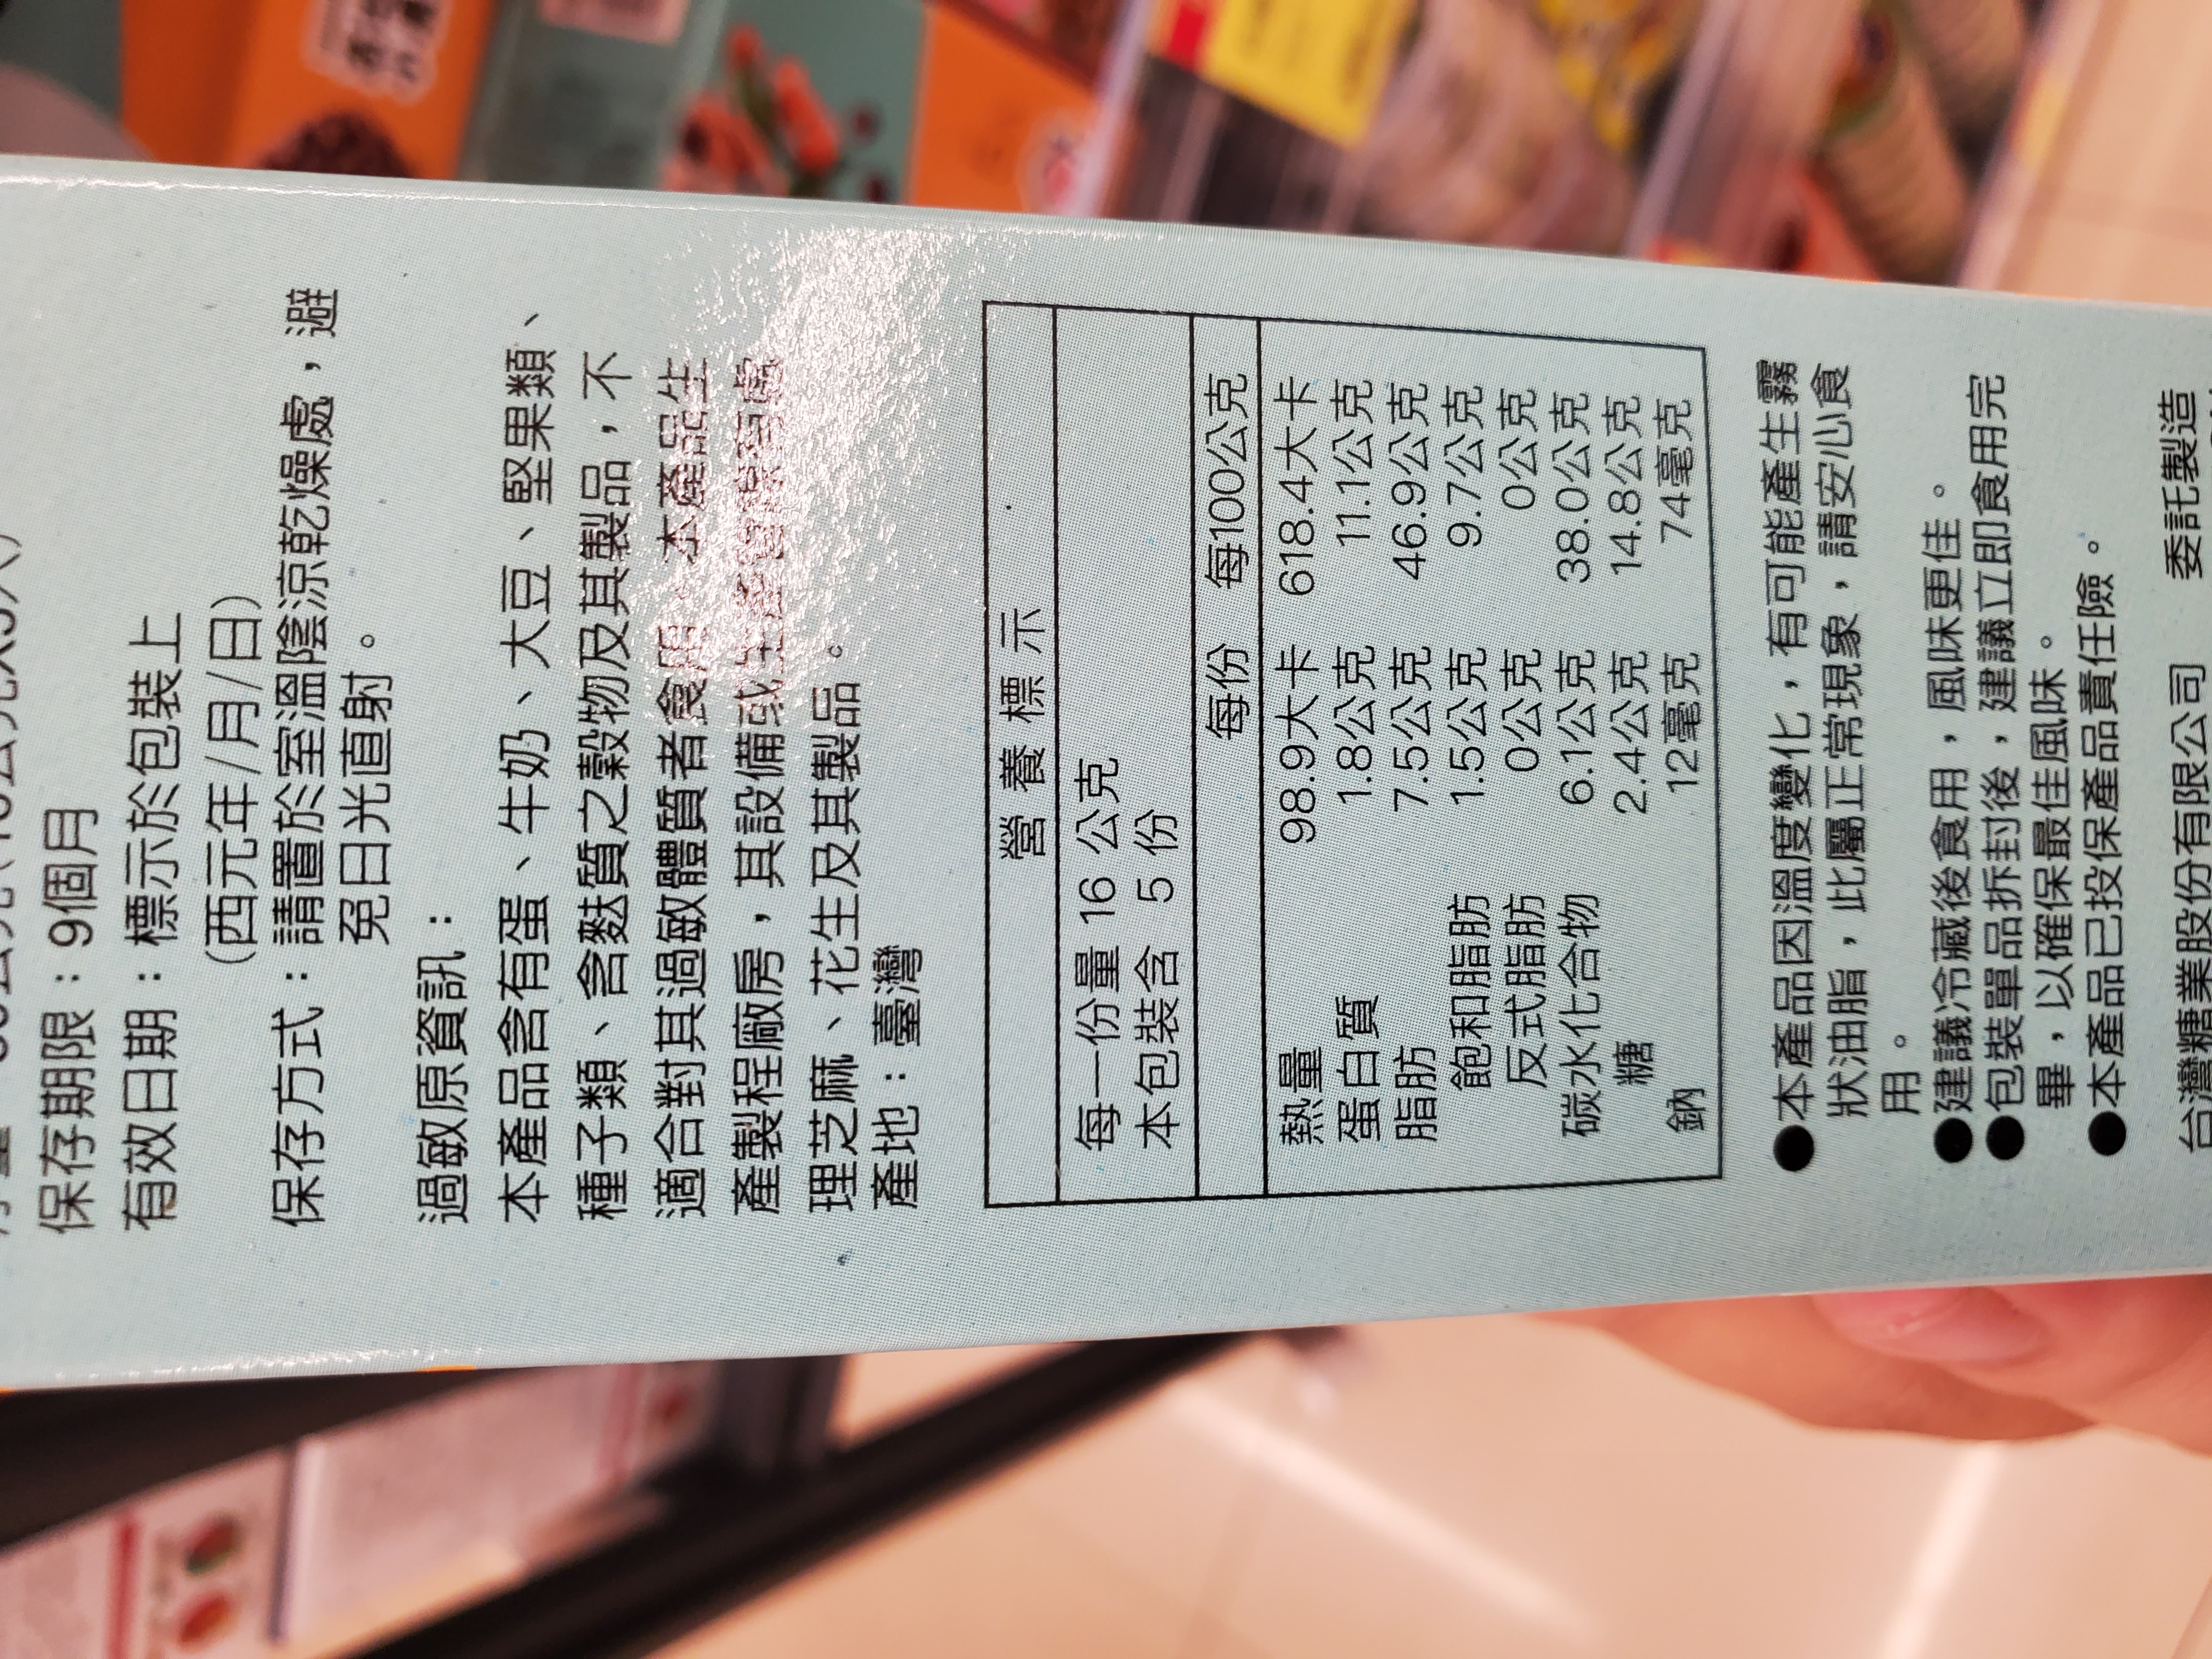 保存期限：9個月
有效日期：標示於包裝上
(西元年/月/日)
保存方式：請置於室溫陰涼乾燥處，避
免日光直射。
過敏原資訊：
本產品含有蛋、牛奶、大豆、堅果類、
種子類、含麩質之穀物及其製品，不
適合對其過敏體質者食用。本產品生
產製程廠房，其設備或生產管線有處
理芝麻、花生及其製品。
產地：臺灣
營養標示
每一份量 16 公克
本包裝含 5 份
每份 每100公克
熱量 98.9大卡 618.4大卡
蛋白質 1.8公克 11.1公克
脂肪 7.5公克 46.9公克
飽和脂肪 1.5公克 9.7公克
反式脂肪 0公克 0公克
碳水化合物 6.1公克 38.0公克
糖 2.4公克 14.8公克
鈉 12毫克 74毫克
●本產品因溫度變化，有可能產生霧
狀油脂，此屬正常現象，請安心食
用。
●建議冷藏後食用，風味更佳。
●包裝單品拆封後，建議立即食用完
畢，以確保最佳風味。
●本產品已投保產品責任險。
台灣糖業股份有限公司 委託製造